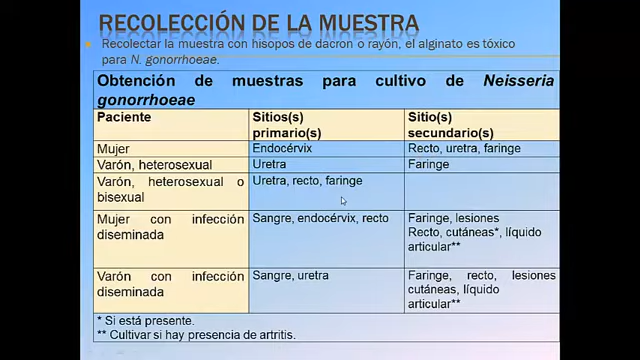 RECOLECCIÓN DE LA MUESTRA
Recolectar la muestra con hisopos de dacron o rayón, el alginato es tóxico
para N. gonorrhoeae.
Obtención de muestras para cultivo de Neisseria
gonorrhoeae
Paciente
Sitios(s)
primario(s)
Sitio(s)
secundario(s)
Mujer
Endocérvix
Recto, uretra, faringe
Varón, heterosexual
Uretra
Faringe
Varón, heterosexual o
bisexual
Uretra, recto, faringe
Mujer con infección
diseminada
Sangre, endocérvix, recto
Faringe, lesiones
Recto, cutáneas*, líquido
articular**
Varón con infección
diseminada
Sangre, uretra
Faringe, recto, lesiones
cutáneas, líquido
articular**
* Si está presente.
** Cultivar si hay presencia de artritis.